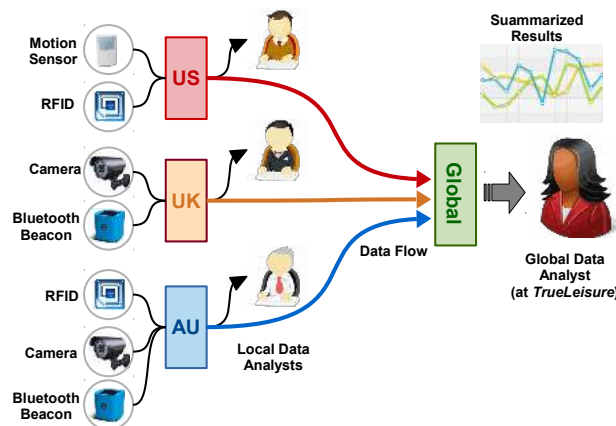 Motion
Sensor
RFID
US
Camera
Bluetooth
Beacon
UK
RFID
Camera
Bluetooth
Beacon
AU
Local Data
Analysts
Data Flow
Global
Suammarized
Results
Global Data
Analyst
(at TrueLeisure)